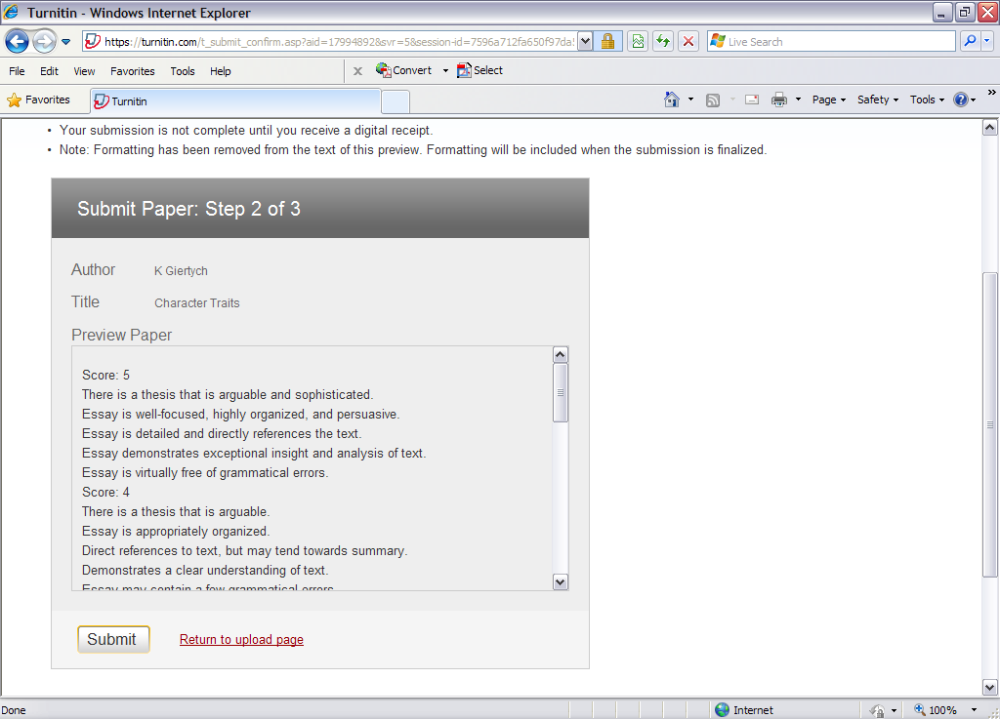 Turnitin - Windows Internet Explorer
https://turnitin.com/t_submit_confirm.asp?aid=17994892&svr=5&session-id=7596a712fa650f97da
Live Search
File Edit View Favorites Tools Help
x Convert Select
Favorites Turnitin
Page Safety Tools
• Your submission is not complete until you receive a digital receipt.
• Note: Formatting has been removed from the text of this preview. Formatting will be included when the submission is finalized.
Submit Paper: Step 2 of 3
Author K Giertych
Title Character Traits
Preview Paper
Score: 5
There is a thesis that is arguable and sophisticated.
Essay is well-focused, highly organized, and persuasive.
Essay is detailed and directly references the text.
Essay demonstrates exceptional insight and analysis of text.
Essay is virtually free of grammatical errors.
Score: 4
There is a thesis that is arguable.
Essay is appropriately organized.
Direct references to text, but may tend towards summary.
Demonstrates a clear understanding of text.
Essay may contain a few grammatical errors
Submit Return to upload page
Done Internet 100%